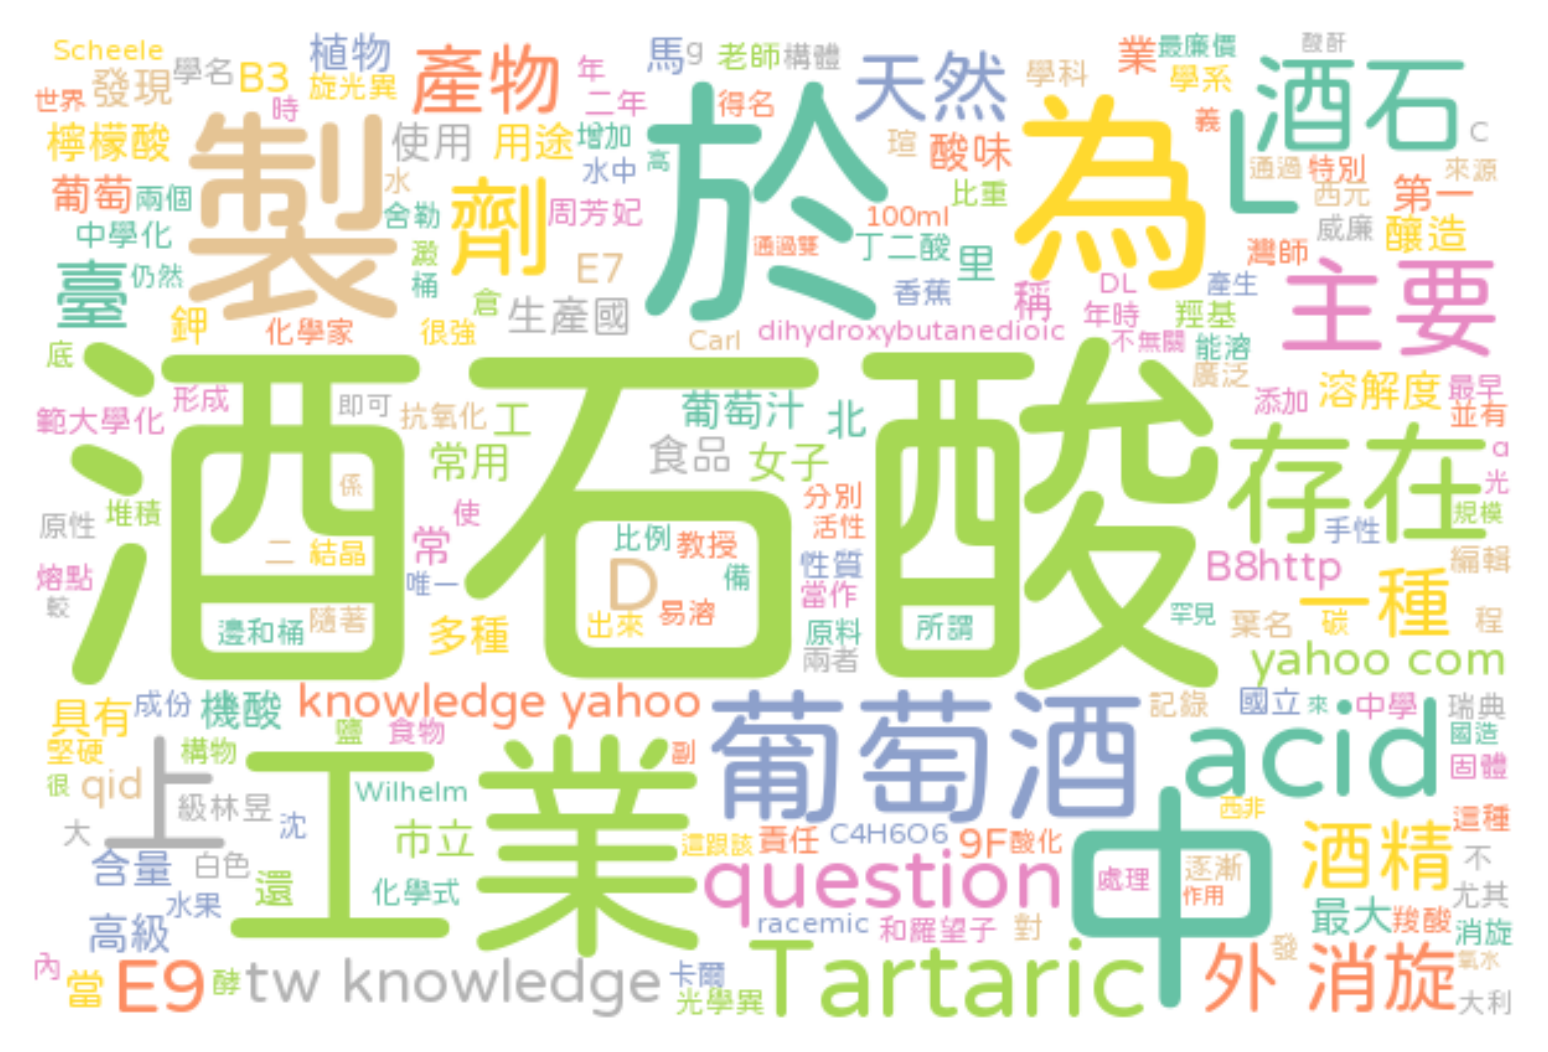 Scheele
植物
產物
年
馬
g
老師
構體
天然
學科
業
最廉價
酸酐
學名
B3
旋光異
發現
世界
時
二年
得名
學系
酒石
檸檬酸
製
使用
用途
增加
於
瑄
酸味
為
義
L
C
水中
高
通過
特別
來源
葡萄
兩個
水
劑
比重
西元
第一
中學化
舍勒
周芳妃
100ml
威廉
釀造
臺
仍然
澱
桶
E7
通過雙
丁二酸
里
灣師
主要
倉
生產國
香蕉
稱
DL
產生
鉀
化學家
很強
Carl
dihydroxybutanedioic
年時
羥基
不無關
能溶
底
酒石酸
廣泛
範大學化
形成
即可
抗氧化
工
葡萄汁
北
添加
溶解度
最早
並有
常用
食品
女子
存在
α
光
係
原性
堆積
使
分別
活性
手性
規模
二
結晶
常
比例
教授
性質
B8http
編輯
熔點
較
唯一
D
備
當作
一種
邊和桶
隨著
多種
出來
易溶
原料
所謂
罕見
葉名
碳
程
兩者
yahoo com
具有
成份
機酸
knowledge yahoo
葡萄酒
記錄
國立
來
中學
瑞典
堅硬
構物
鹽
食物
副
acid
國造
固體
很
qid
上
工業
級林昱
Wilhelm
沈
大
市立
這跟該
責任
C4H6O6
9F
酸化
中
西非
酒精
這種
含量
白色
還
化學式
question
處理
逐漸
作用
不
尤其
水果
高級
racemic
和羅望子
對
最大
羧酸
消旋
內
當
E9
酵
tw knowledge
卡爾
光學異
Tartaric
外
發
消旋
氧水
大利